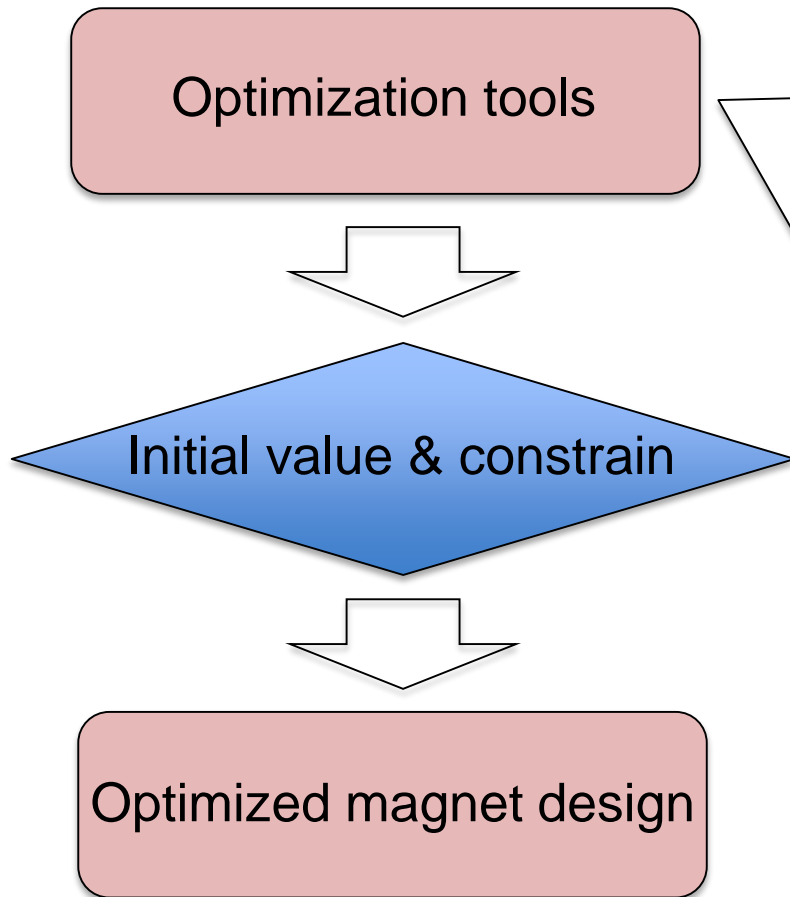 Optimization tools
Initial value & constrain
Optimized magnet design